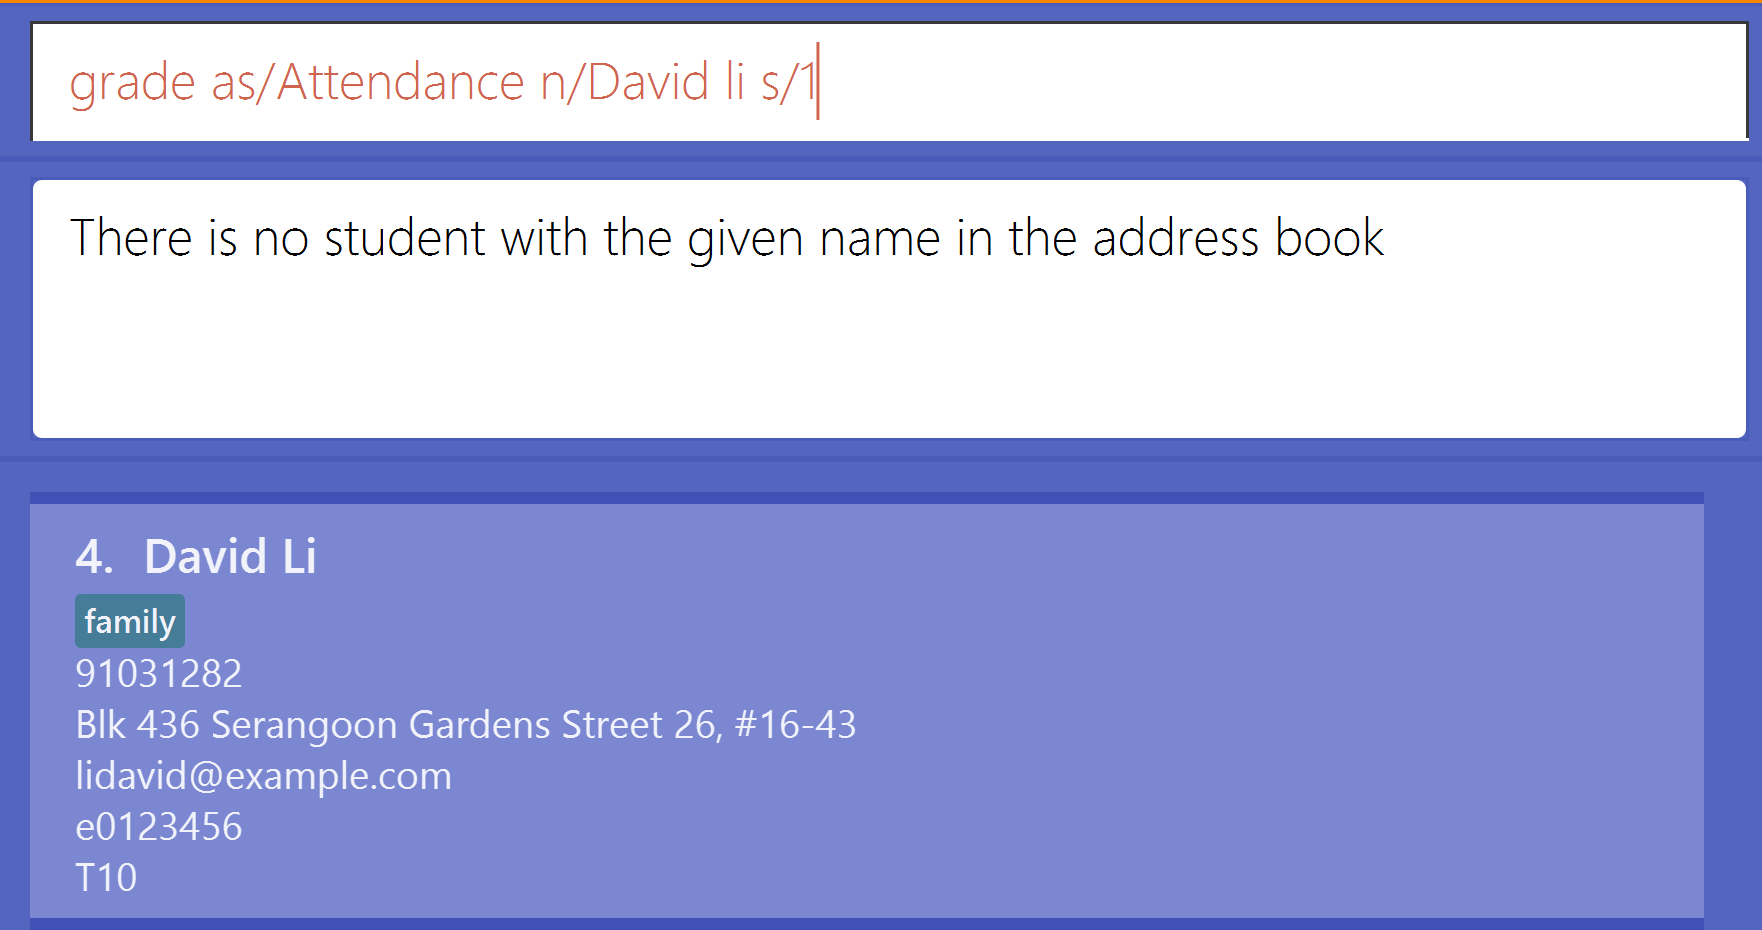 grade as/Attendance n/David li s/1
There is no student with the given name in the address book
4. David Li
family
91031282
Blk 436 Serangoon Gardens Street 26, #16-43
lidavid@example.com
e0123456
T10